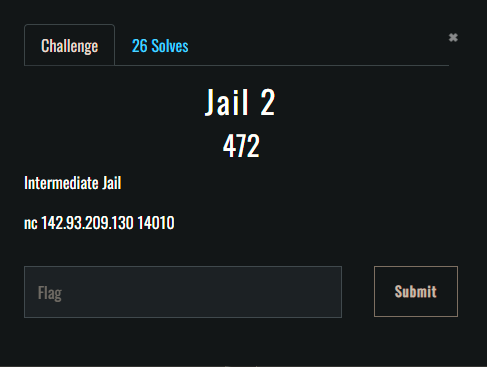 Challenge
26 Solves
✖
Jail 2
472
Intermediate Jail
nc 142.93.209.130 14010
Flag
Submit